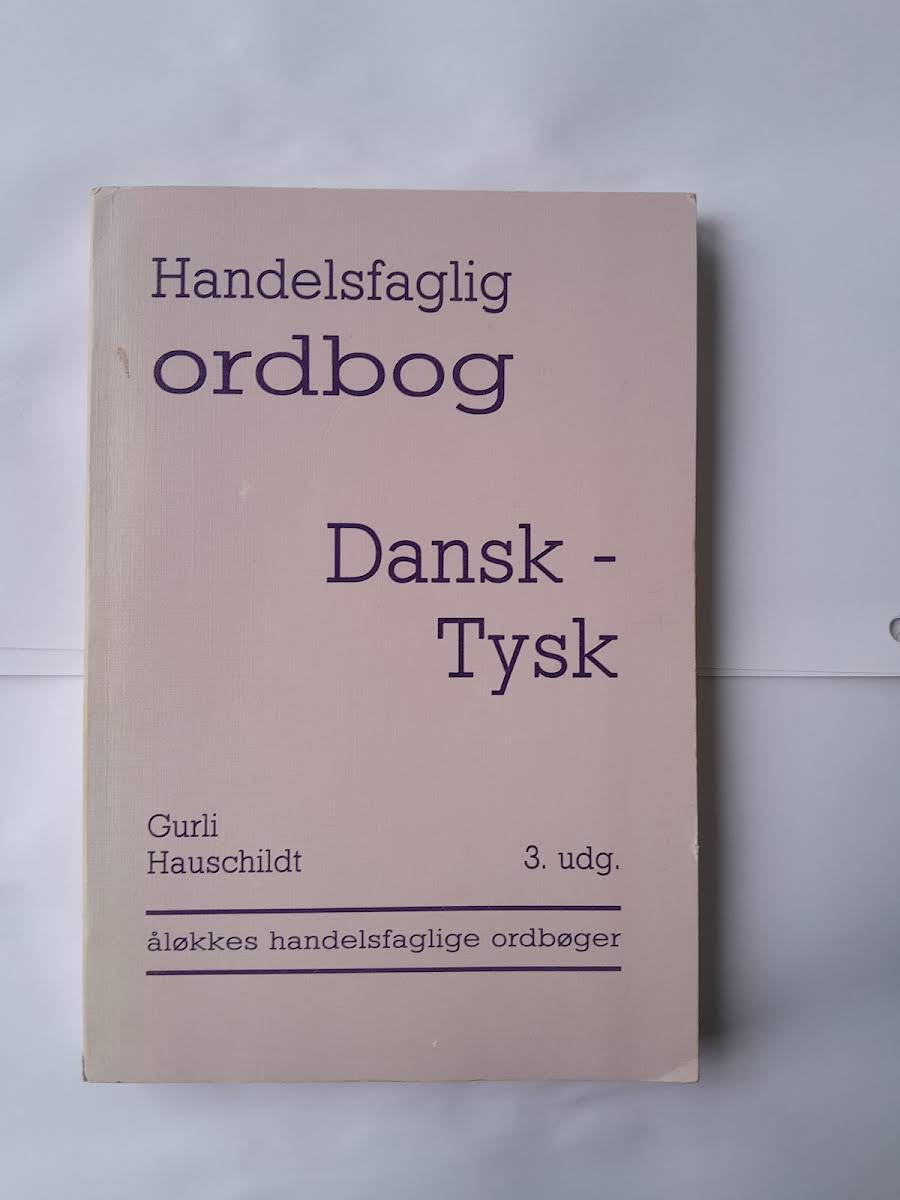 Handelsfaglig
ordbog
Dansk -
Tysk
Gurli
Hauschildt
3. udg.
åløkkes handelsfaglige ordbøger